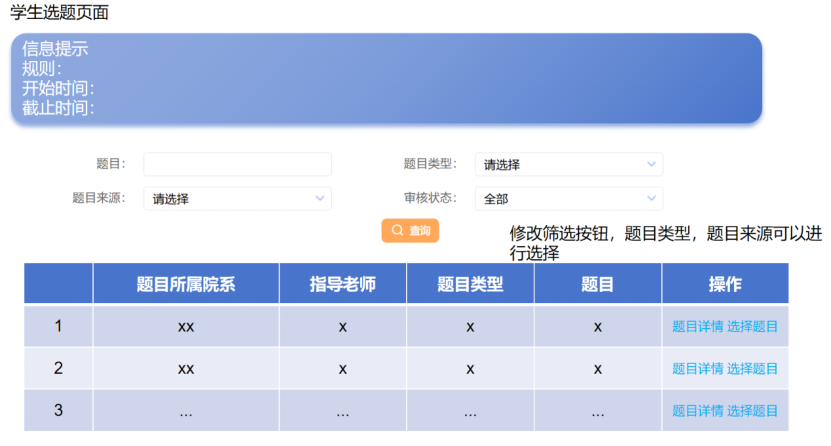 学生选题页面
信息提示
规则：
开始时间：
截止时间：
题目： 题目类型： 请选择
题目来源： 请选择 审核状态： 全部
查询
修改筛选按钮，题目类型，题目来源可以进
行选择
题目所属院系 指导老师 题目类型 题目 操作
1 xx x x x 题目详情 选择题目
2 xx x x x 题目详情 选择题目
3 ... ... ... ... 题目详情 选择题目